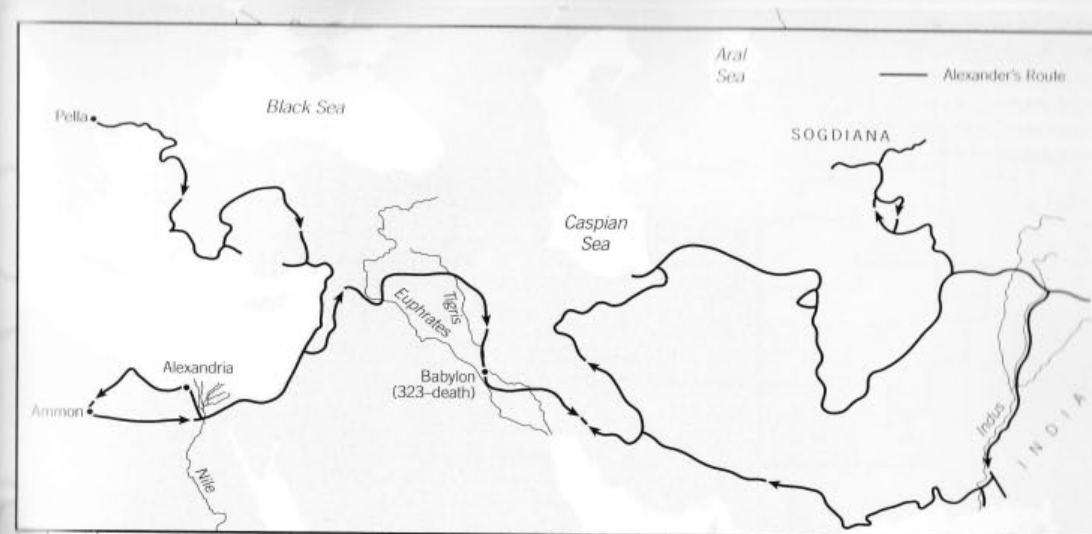 Aral
Sea
Alexander's Route
Black Sea
Pella
SOGDIANA
Caspian
Sea
Tigris
Euphrates
Alexandria
Babylon
(323–death)
Ammon
Indus
INDIA
Nile